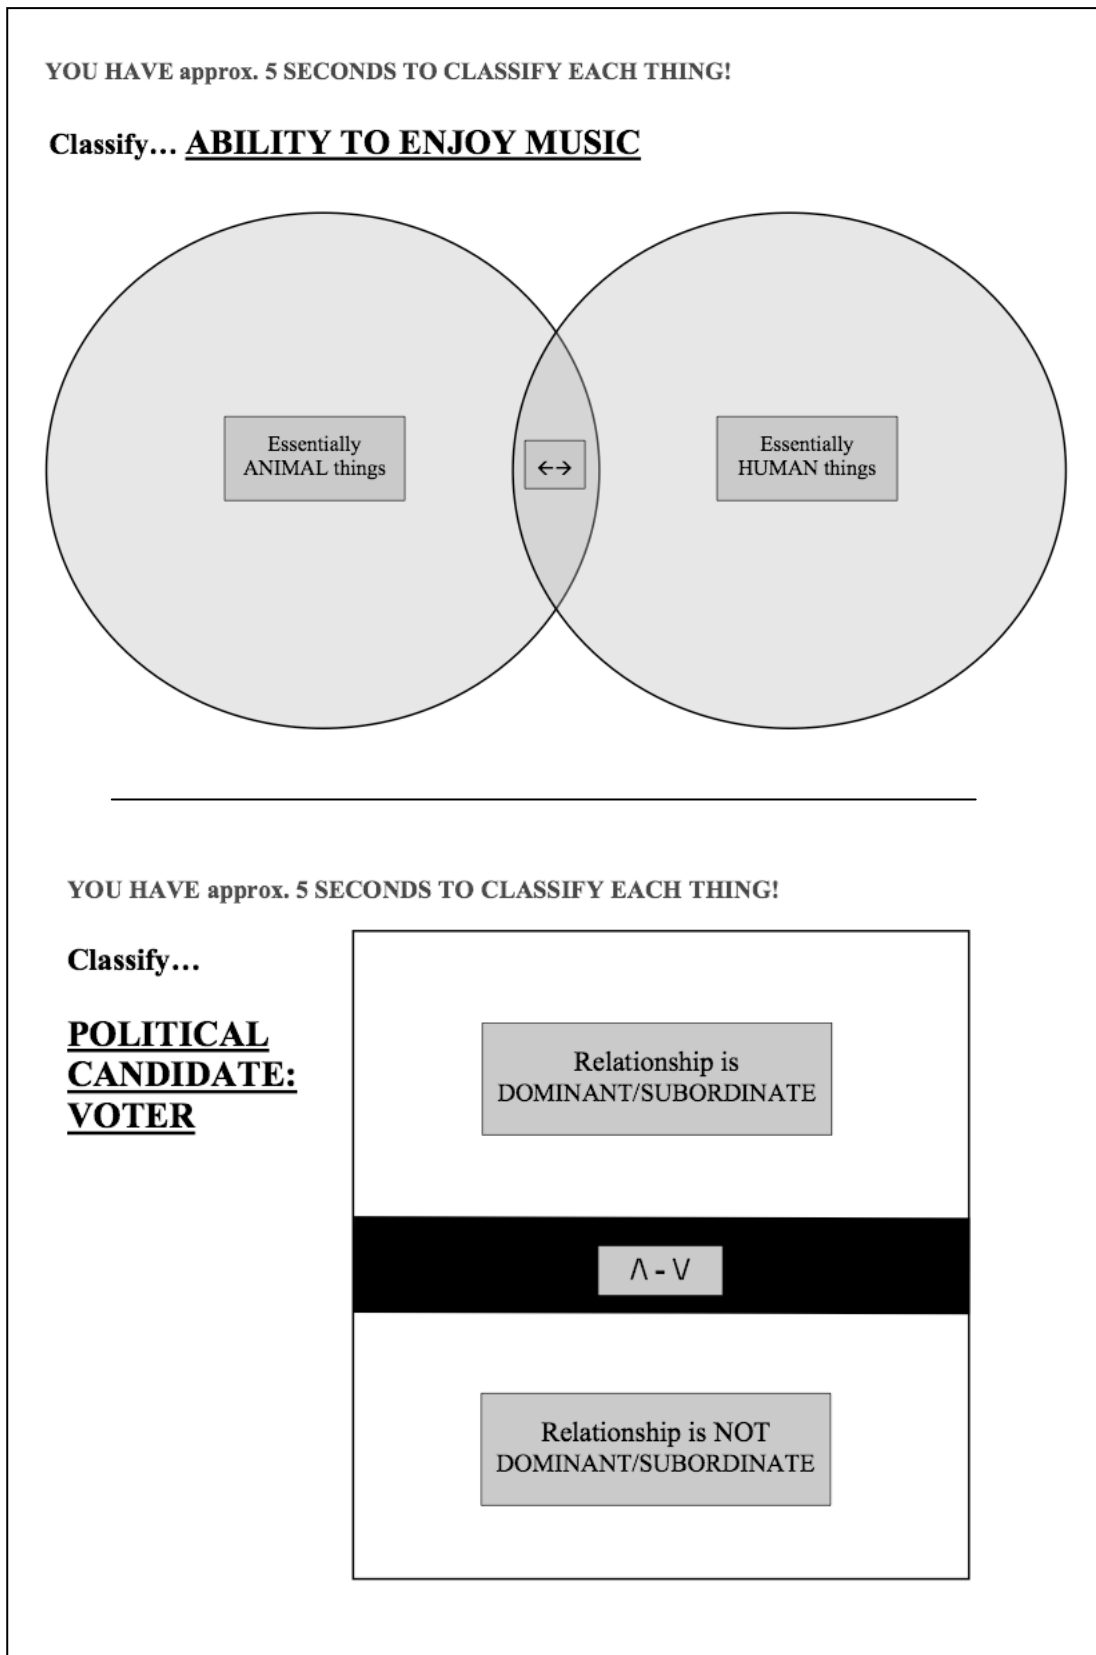 YOU HAVE approx. 5 SECONDS TO CLASSIFY EACH THING!
Classify… ABILITY TO ENJOY MUSIC
Essentially
ANIMAL things
←→
Essentially
HUMAN things
YOU HAVE approx. 5 SECONDS TO CLASSIFY EACH THING!
Classify…
POLITICAL
CANDIDATE:
VOTER
Relationship is
DOMINANT/SUBORDINATE
/\ - \/
Relationship is NOT
DOMINANT/SUBORDINATE